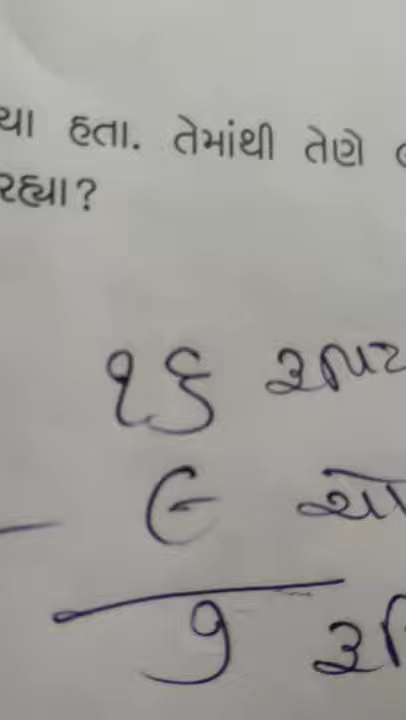 યા હતા. તેમાંથી તેણે
રહ્યા?
૧૬
- ૯ ચો
૭ રૂ